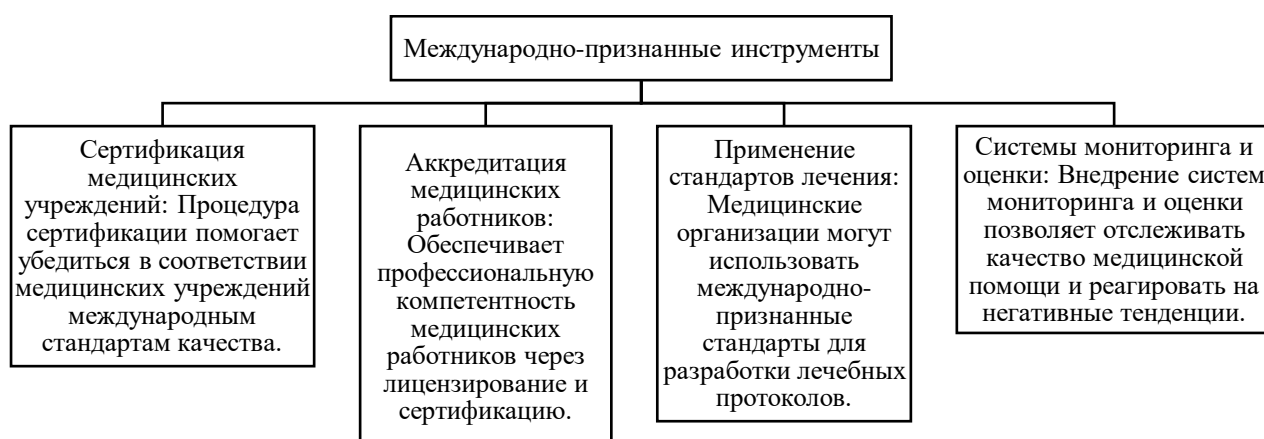 Международно-признанные инструменты
Сертификация
медицинских
учреждений: Процедура
сертификации помогает
убедиться в соответствии
медицинских учреждений
международным
стандартам качества.
Аккредитация
медицинских
работников:
Обеспечивает
профессиональную
компетентность
медицинских
работников через
лицензирование и
сертификацию.
Применение
стандартов лечения:
Медицинские
организации могут
использовать
международно-
признанные
стандарты для
разработки лечебных
протоколов.
Системы мониторинга и
оценки: Внедрение систем
мониторинга и оценки
позволяет отслеживать
качество медицинской
помощи и реагировать на
негативные тенденции.